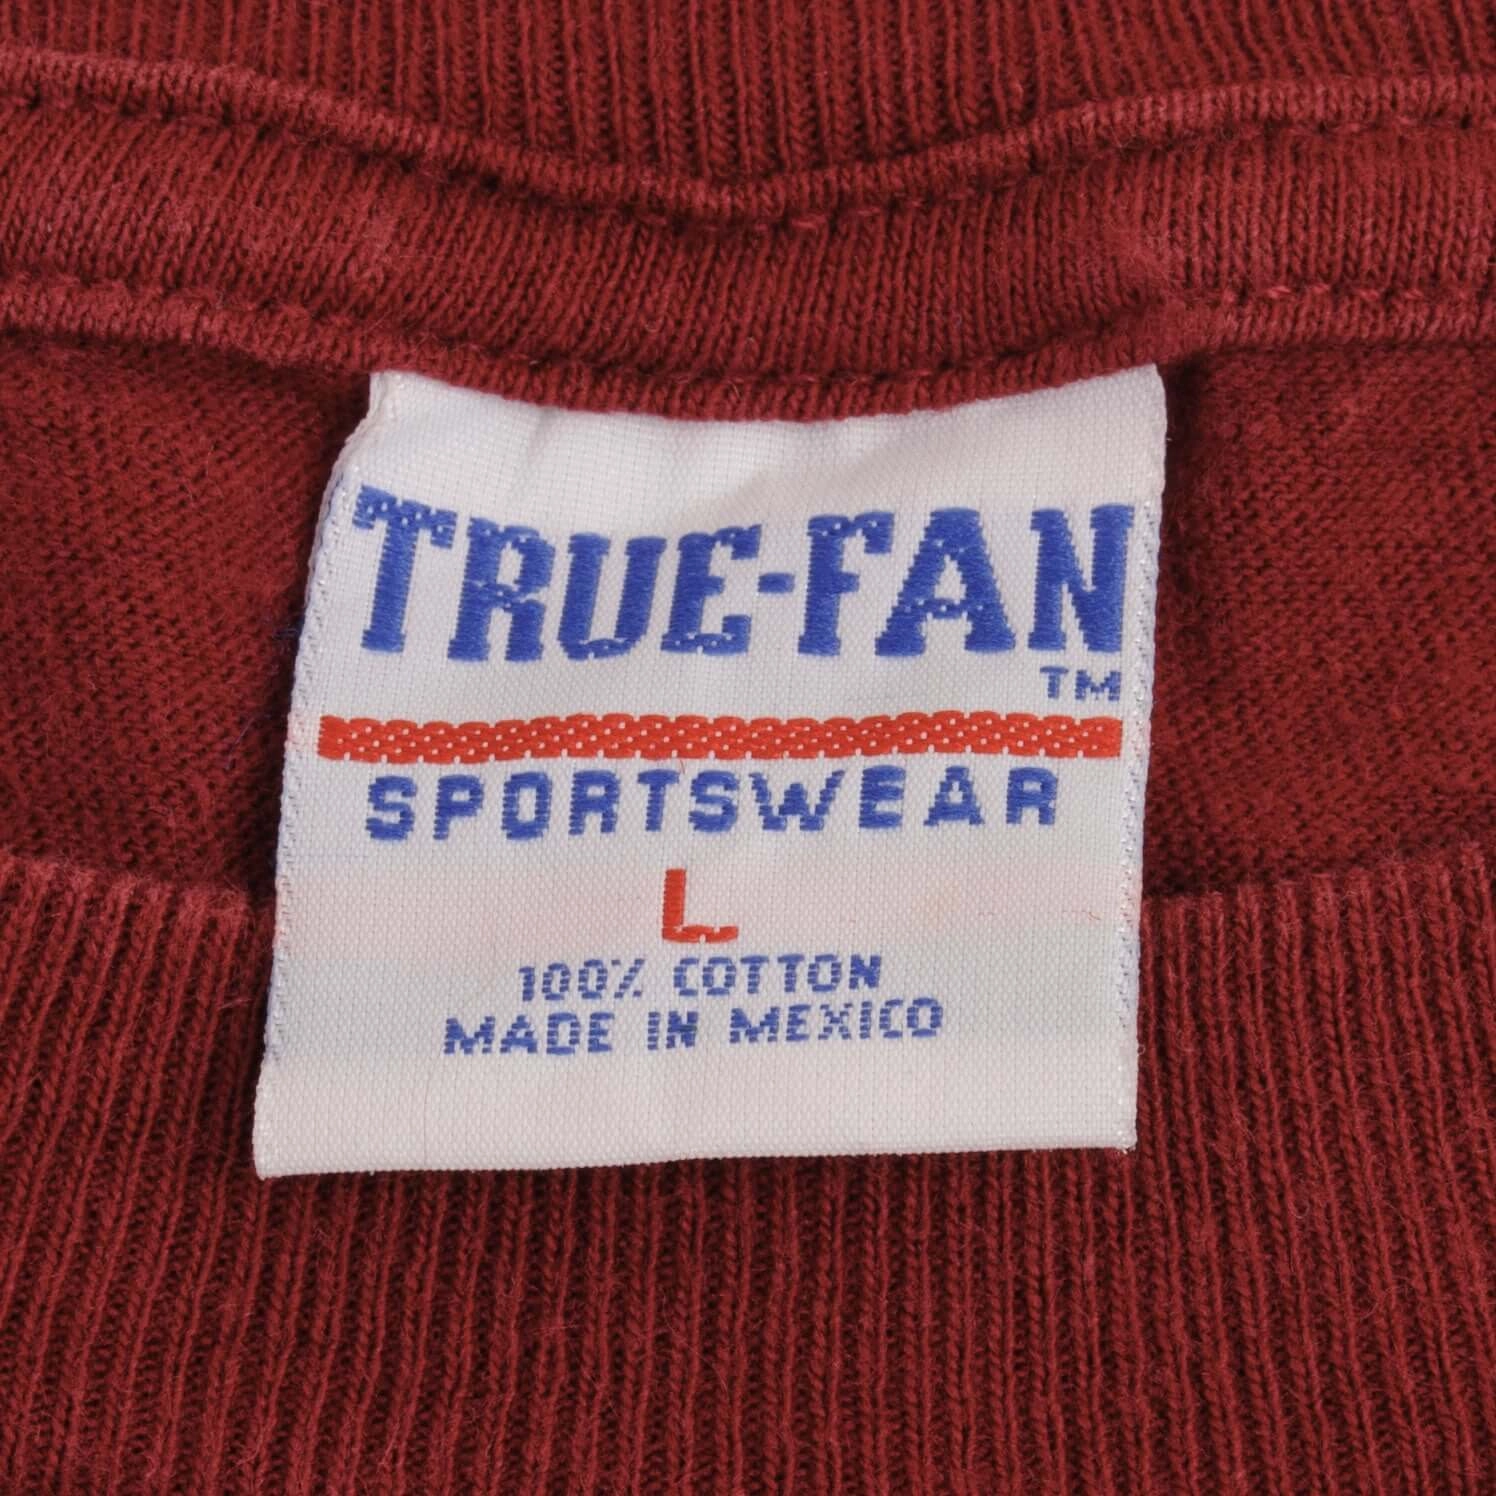 TRUE-FAN
TM
SPORTSWEAR
L
100% COTTON
MADE IN MEXICO